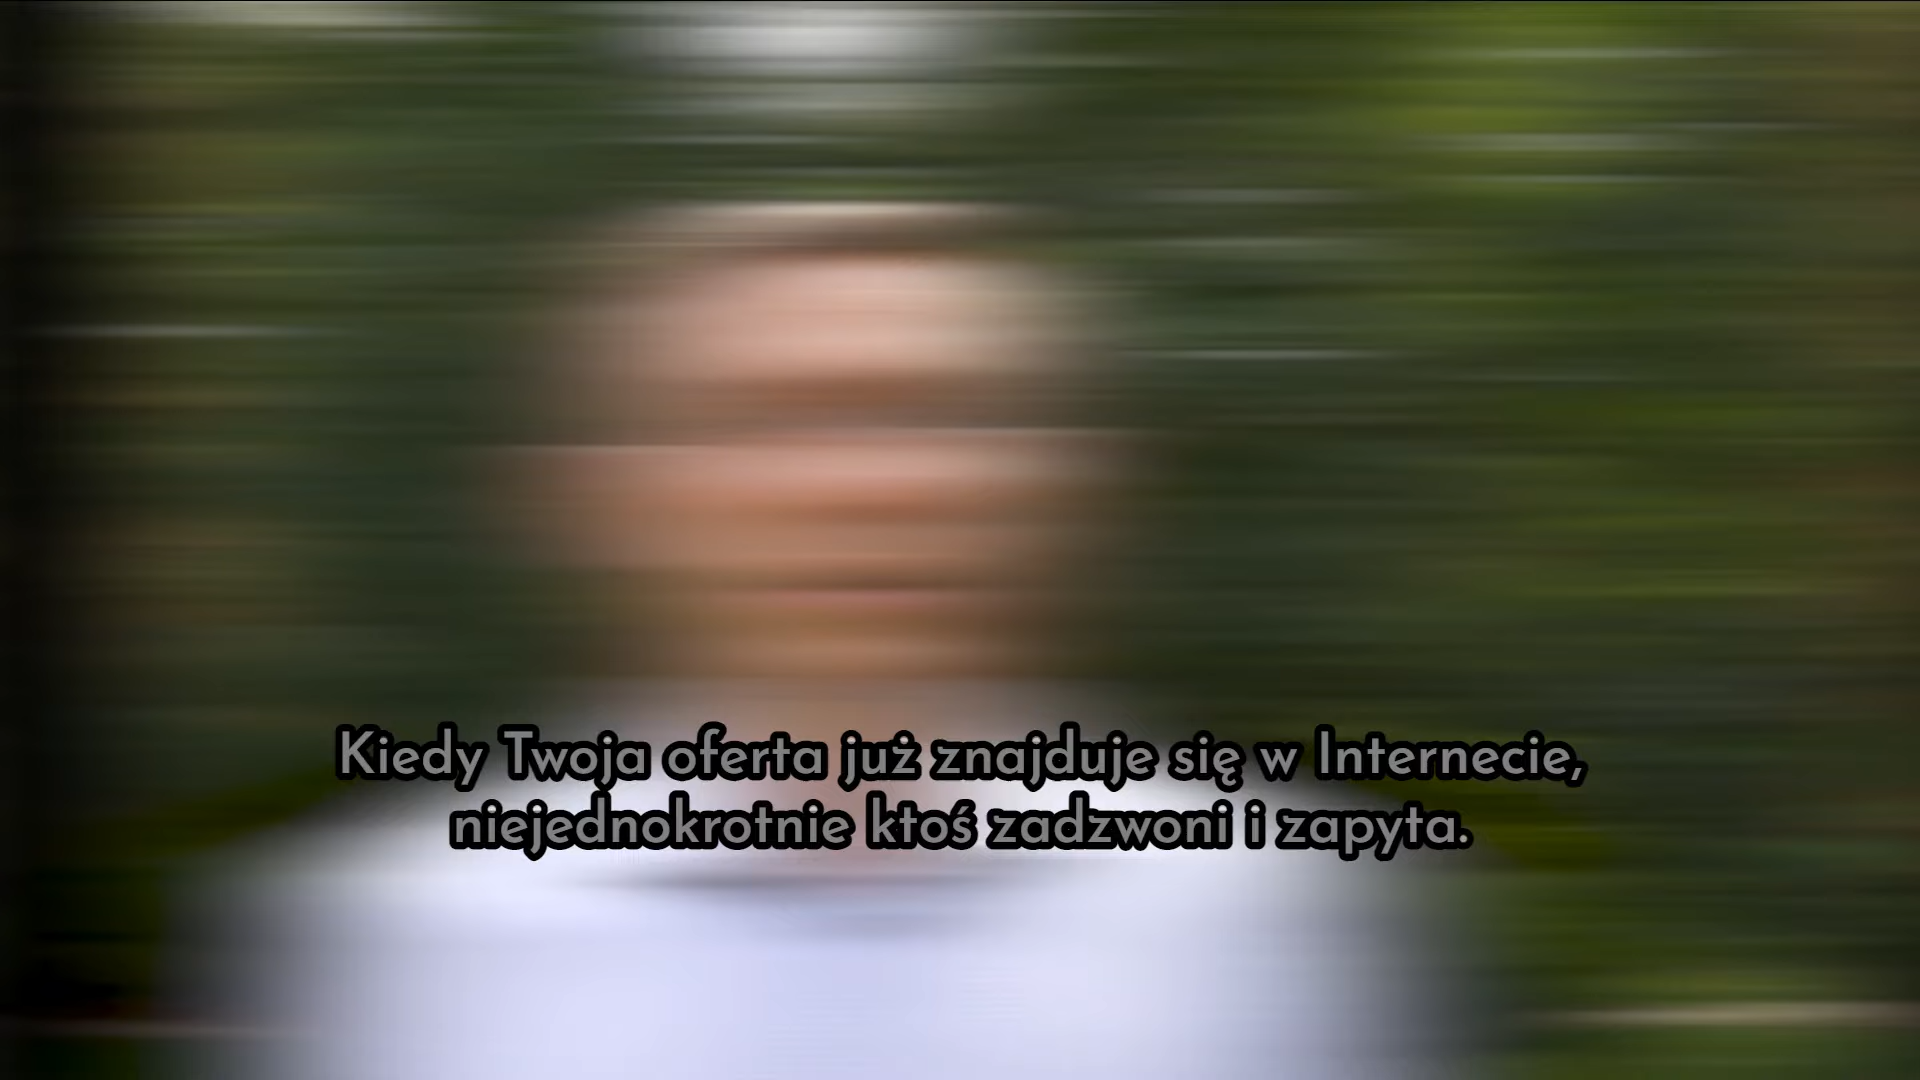 Kiedy Twoja oferta już znajduje się w Internecie,
niejednokrotnie ktoś zadzwoni i zapyta.